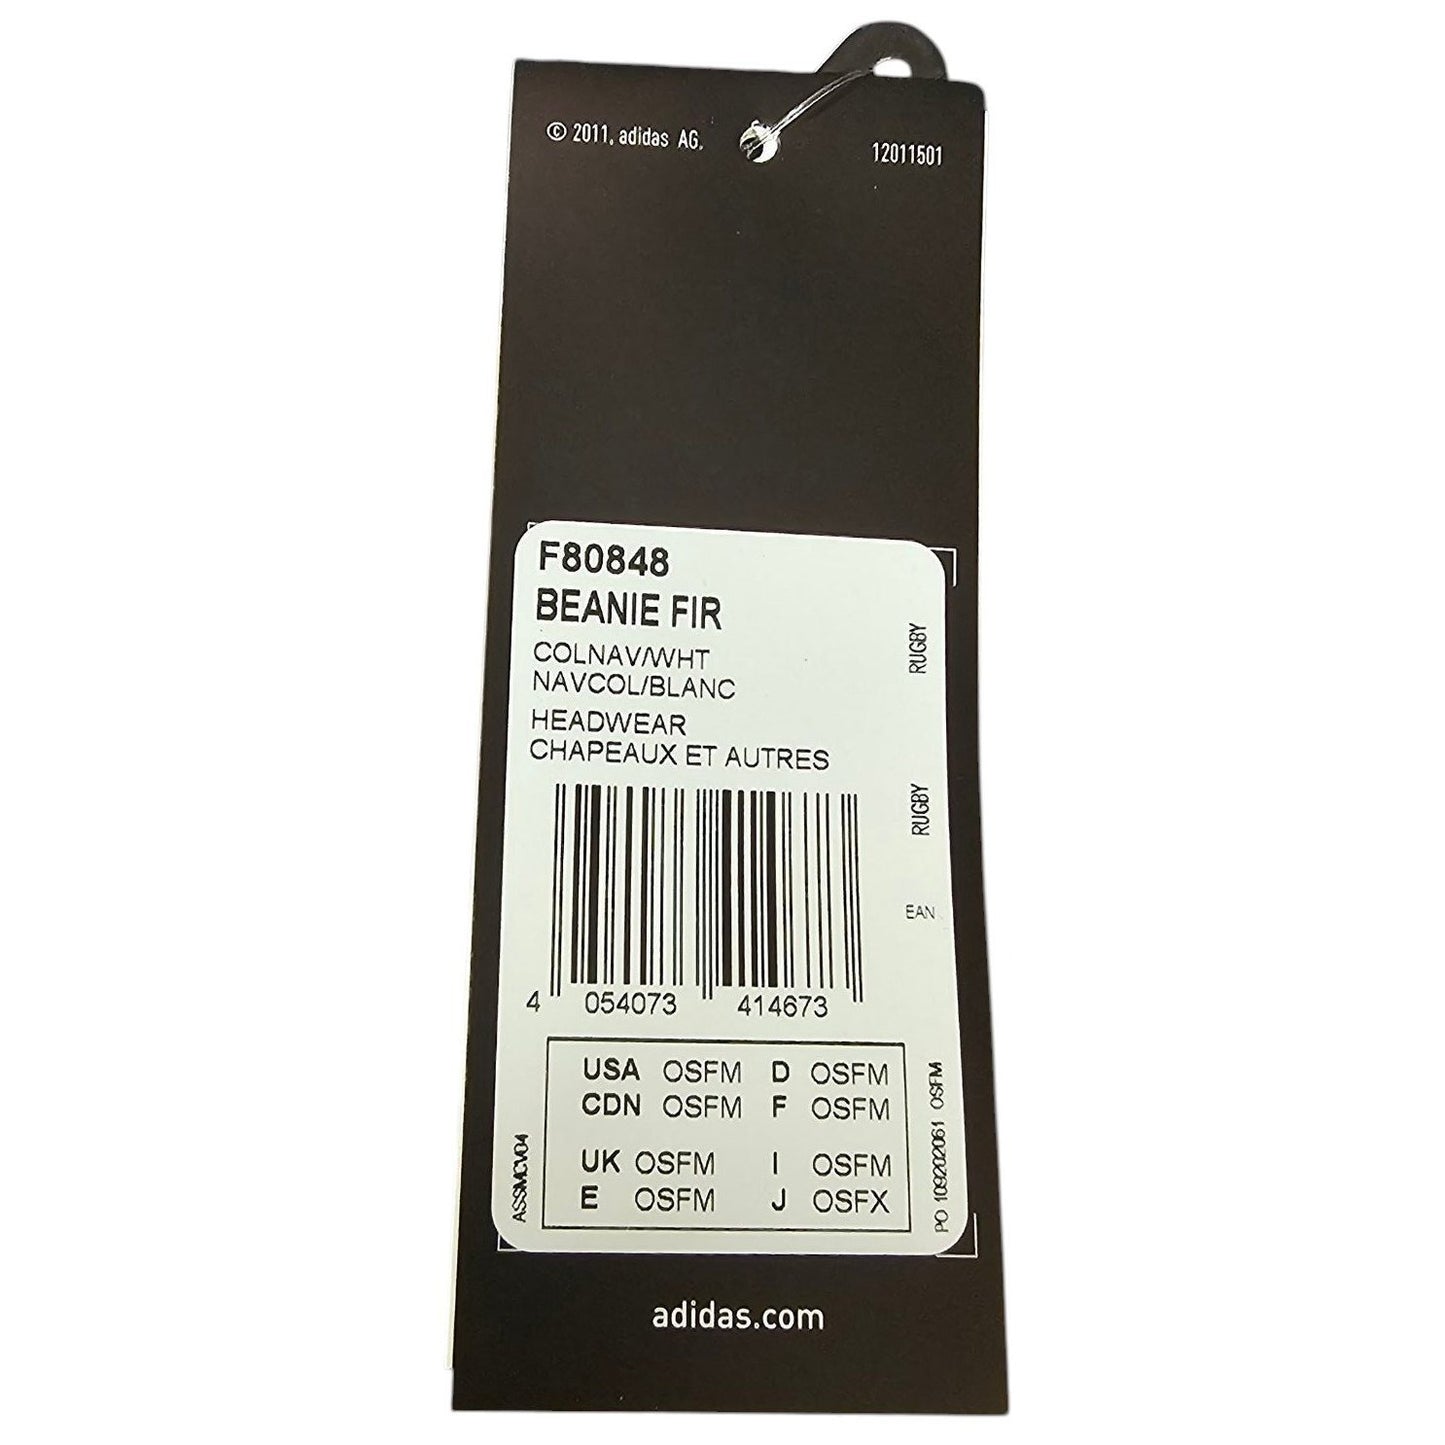 © 2011. adidas AG.
12011501
F80848
BEANIE FIR
COLNAV/WHT
NAVCOL/BLANC
HEADWEAR
CHAPEAUX ET AUTRES
RUGBY
RUGBY
EAN
4 054073 414673
USA OSFM D OSFM
CDN OSFM F OSFM
UK OSFM I OSFM
E OSFM J OSFX
ASSMCV04
PO 109202061 OSFM
adidas.com